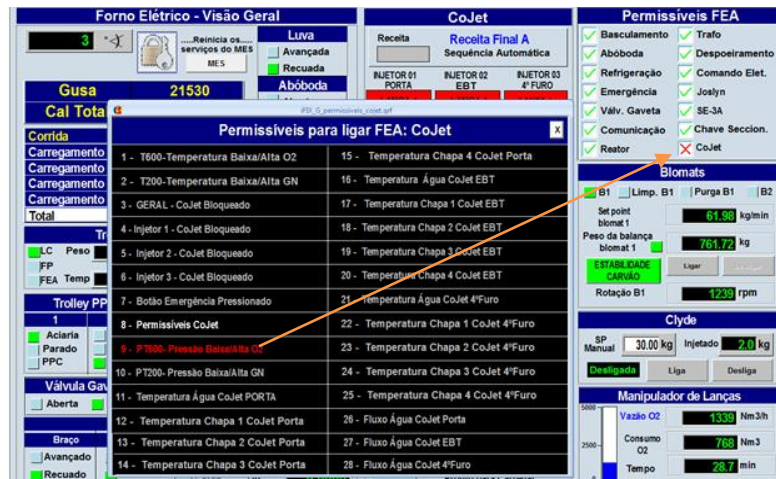 Forno Elétrico - Visão Geral
3
.....Reinicia os.....
serviços do MES
MES
Luva
Avançada
Recuada
Abóboda
Gusa 21530
Cal Tota
Corrida
Carregamento
Carregamento
Carregamento
Carregamento
Total
LC Peso
FP
FEA Temp
Trolley PP
1
Aciaria
Parado
PPC
Válvula Gav
Aberta
Braço
Avançado
Recuado
CoJet
Receita
Receita Final A
Sequência Automática
INJETOR 01
PORTA
INJETOR 02
EBT
INJETOR 03
4º FURO
iFIX_G_permissiveis_cojet.grf
Permissíveis para ligar FEA: CoJet
X
1 - T600-Temperatura Baixa/Alta O2
2 - T200-Temperatura Baixa/Alta GN
3 - GERAL - CoJet Bloqueado
4 - Injetor 1 - CoJet Bloqueado
5 - Injetor 2 - CoJet Bloqueado
6 - Injetor 3 - CoJet Bloqueado
7 - Botão Emergência Pressionado
8 - Permissíveis CoJet
9 - PT600- Pressão Baixa/Alta O2
10 - PT200- Pressão Baixa/Alta GN
11 - Temperatura Água CoJet PORTA
12 - Temperatura Chapa 1 CoJet Porta
13 - Temperatura Chapa 2 CoJet Porta
14 - Temperatura Chapa 3 CoJet Porta
15 - Temperatura Chapa 4 CoJet Porta
16 - Temperatura Água CoJet EBT
17 - Temperatura Chapa 1 CoJet EBT
18 - Temperatura Chapa 2 CoJet EBT
19 - Temperatura Chapa 3 CoJet EBT
20 - Temperatura Chapa 4 CoJet EBT
21 - Temperatura Água CoJet 4ºFuro
22 - Temperatura Chapa 1 CoJet 4ºFuro
23 - Temperatura Chapa 2 CoJet 4ºFuro
24 - Temperatura Chapa 3 CoJet 4ºFuro
25 - Temperatura Chapa 4 CoJet 4ºFuro
26 - Fluxo Água CoJet Porta
27 - Fluxo Água CoJet EBT
28 - Fluxo Água CoJet 4ºFuro
Permissíveis FEA
Basculamento Trafo
Abóboda Despoeiramento
Refrigeração Comando Elet.
Emergência Joslyn
Válv. Gaveta SE-3A
Comunicação Chave Seccion.
Reator CoJet
Blomats
B1 Limp. B1 Purga B1 B2
Set point
blomat 1
61.98 kg/min
Peso da balança
blomat 1
761.72 kg
ESTABILIDADE
CARVÃO
Ligar
Rotação B1 1239 rpm
Clyde
SP
Manual
30.00 kg Injetado 2.0 kg
Desligada Liga Desliga
Manipulador de Lanças
5000
2500
Vazão O2 1339 Nm3/h
Consumo
O2
768 Nm3
Tempo 28.7 min